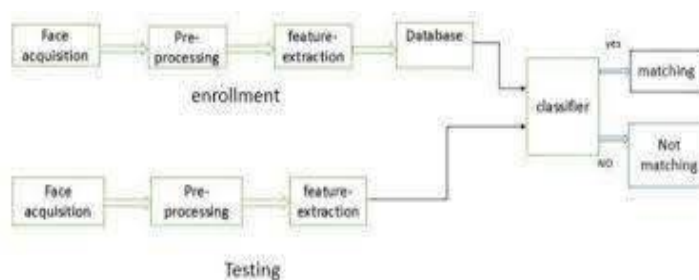 Face
acquisition
Pre-
processing
feature-
extraction
Database
enrollment
classifier
yes
matching
NO
Not
matching
Face
acquisition
Pre-
processing
feature-
extraction
Testing